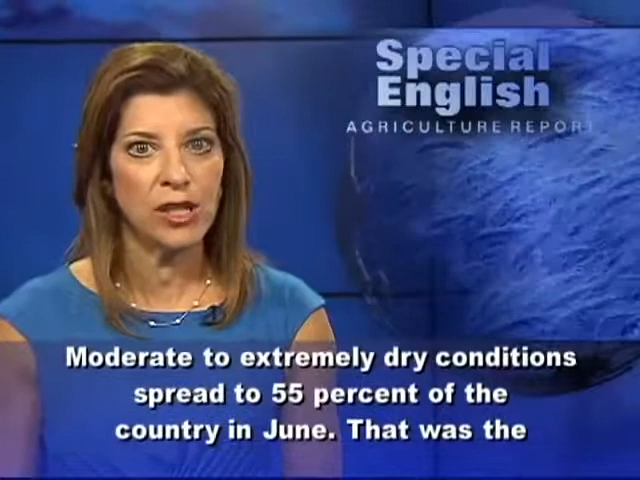 Special
English
AGRICULTURE REPORT
Moderate to extremely dry conditions
spread to 55 percent of the
country in June. That was the